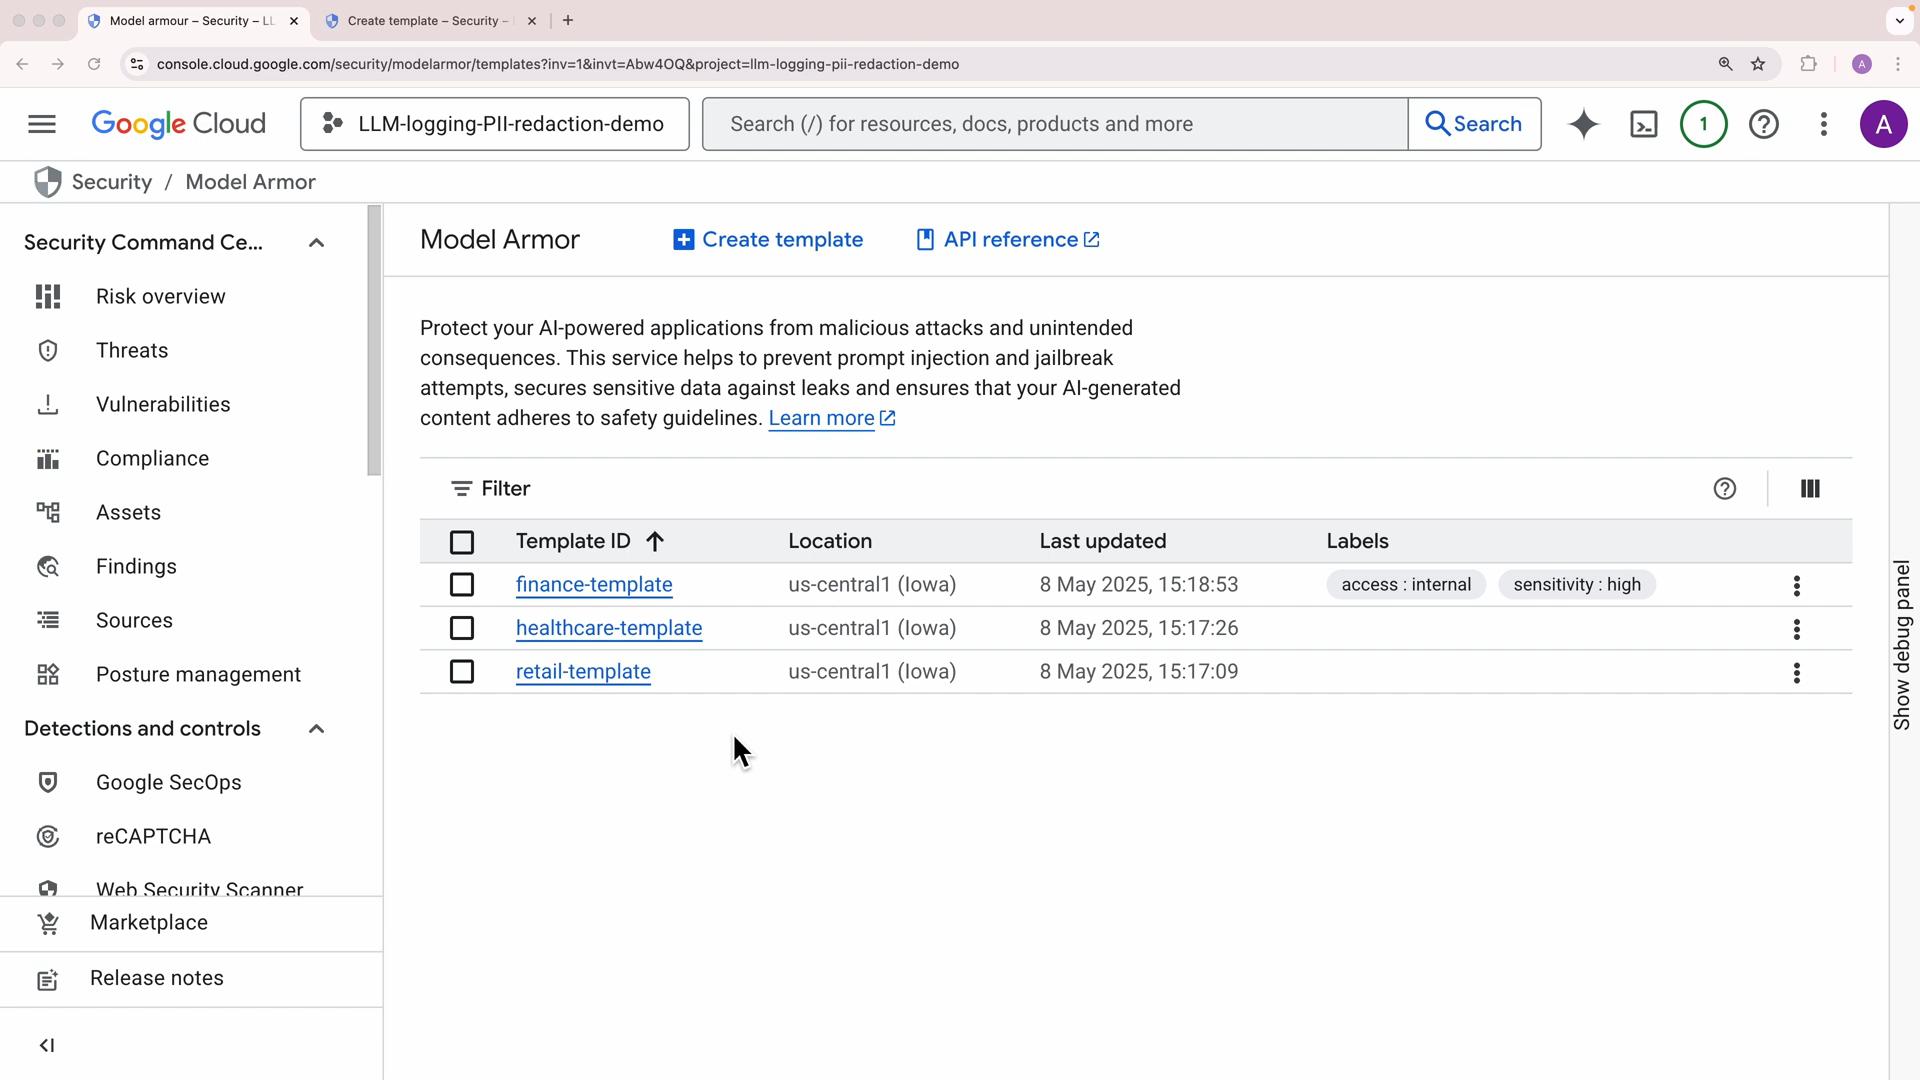 Model armour – Security – LL
Create template – Security –
console.cloud.google.com/security/modelarmor/templates?inv=1&invt=Abw4OQ&project=llm-logging-pii-redaction-demo
A
Google Cloud
LLM-logging-PII-redaction-demo
Search (/) for resources, docs, products and more
Search
1
A
Security / Model Armor
Security Command Ce...
Risk overview
Threats
Vulnerabilities
Compliance
Assets
Findings
Sources
Posture management
Detections and controls
Google SecOps
reCAPTCHA
Web Security Scanner
Marketplace
Release notes
Model Armor
Create template
API reference
Protect your AI-powered applications from malicious attacks and unintended
consequences. This service helps to prevent prompt injection and jailbreak
attempts, secures sensitive data against leaks and ensures that your AI-generated
content adheres to safety guidelines. Learn more
Filter
Template ID Location Last updated Labels
finance-template us-central1 (Iowa) 8 May 2025, 15:18:53 access : internal sensitivity : high
healthcare-template us-central1 (Iowa) 8 May 2025, 15:17:26
retail-template us-central1 (Iowa) 8 May 2025, 15:17:09
Show debug panel